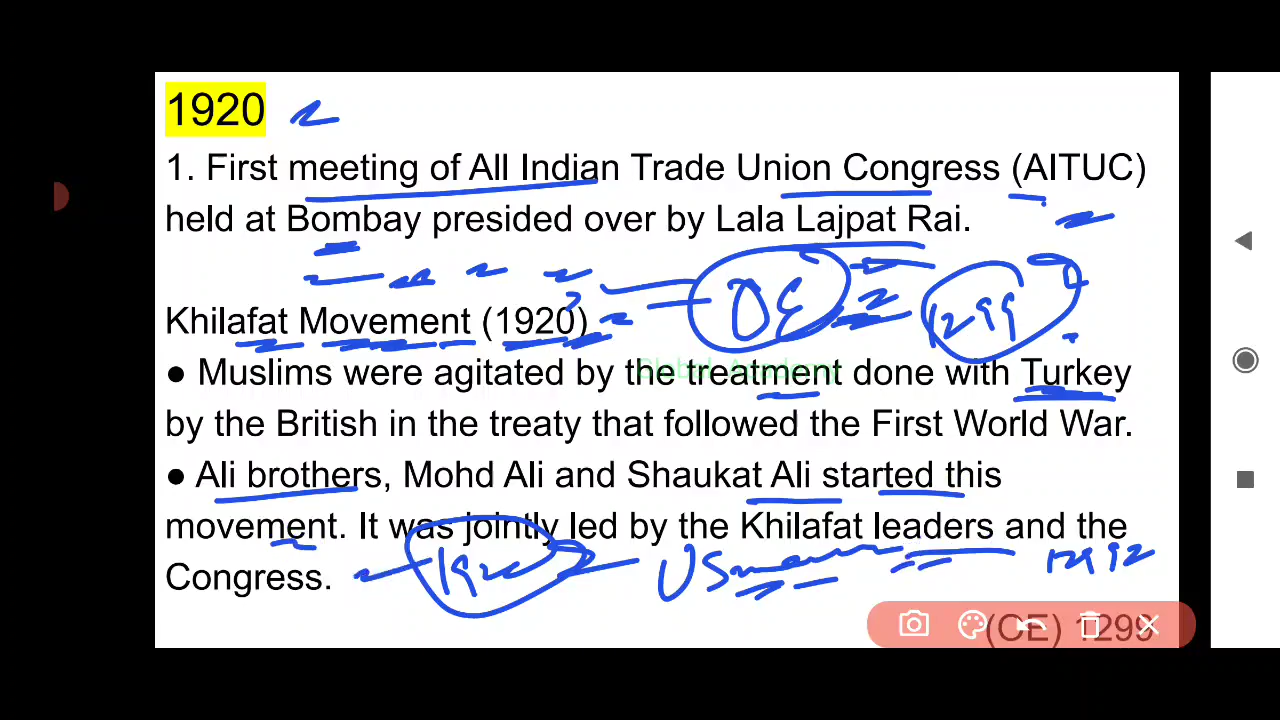 1920
1. First meeting of All Indian Trade Union Congress (AITUC)
held at Bombay presided over by Lala Lajpat Rai.
OE 1299
Khilafat Movement (1920)
Global Academy
● Muslims were agitated by the treatment done with Turkey
by the British in the treaty that followed the First World War.
● Ali brothers, Mohd Ali and Shaukat Ali started this
movement. It was jointly led by the Khilafat leaders and the
Congress.
(CE) 1299